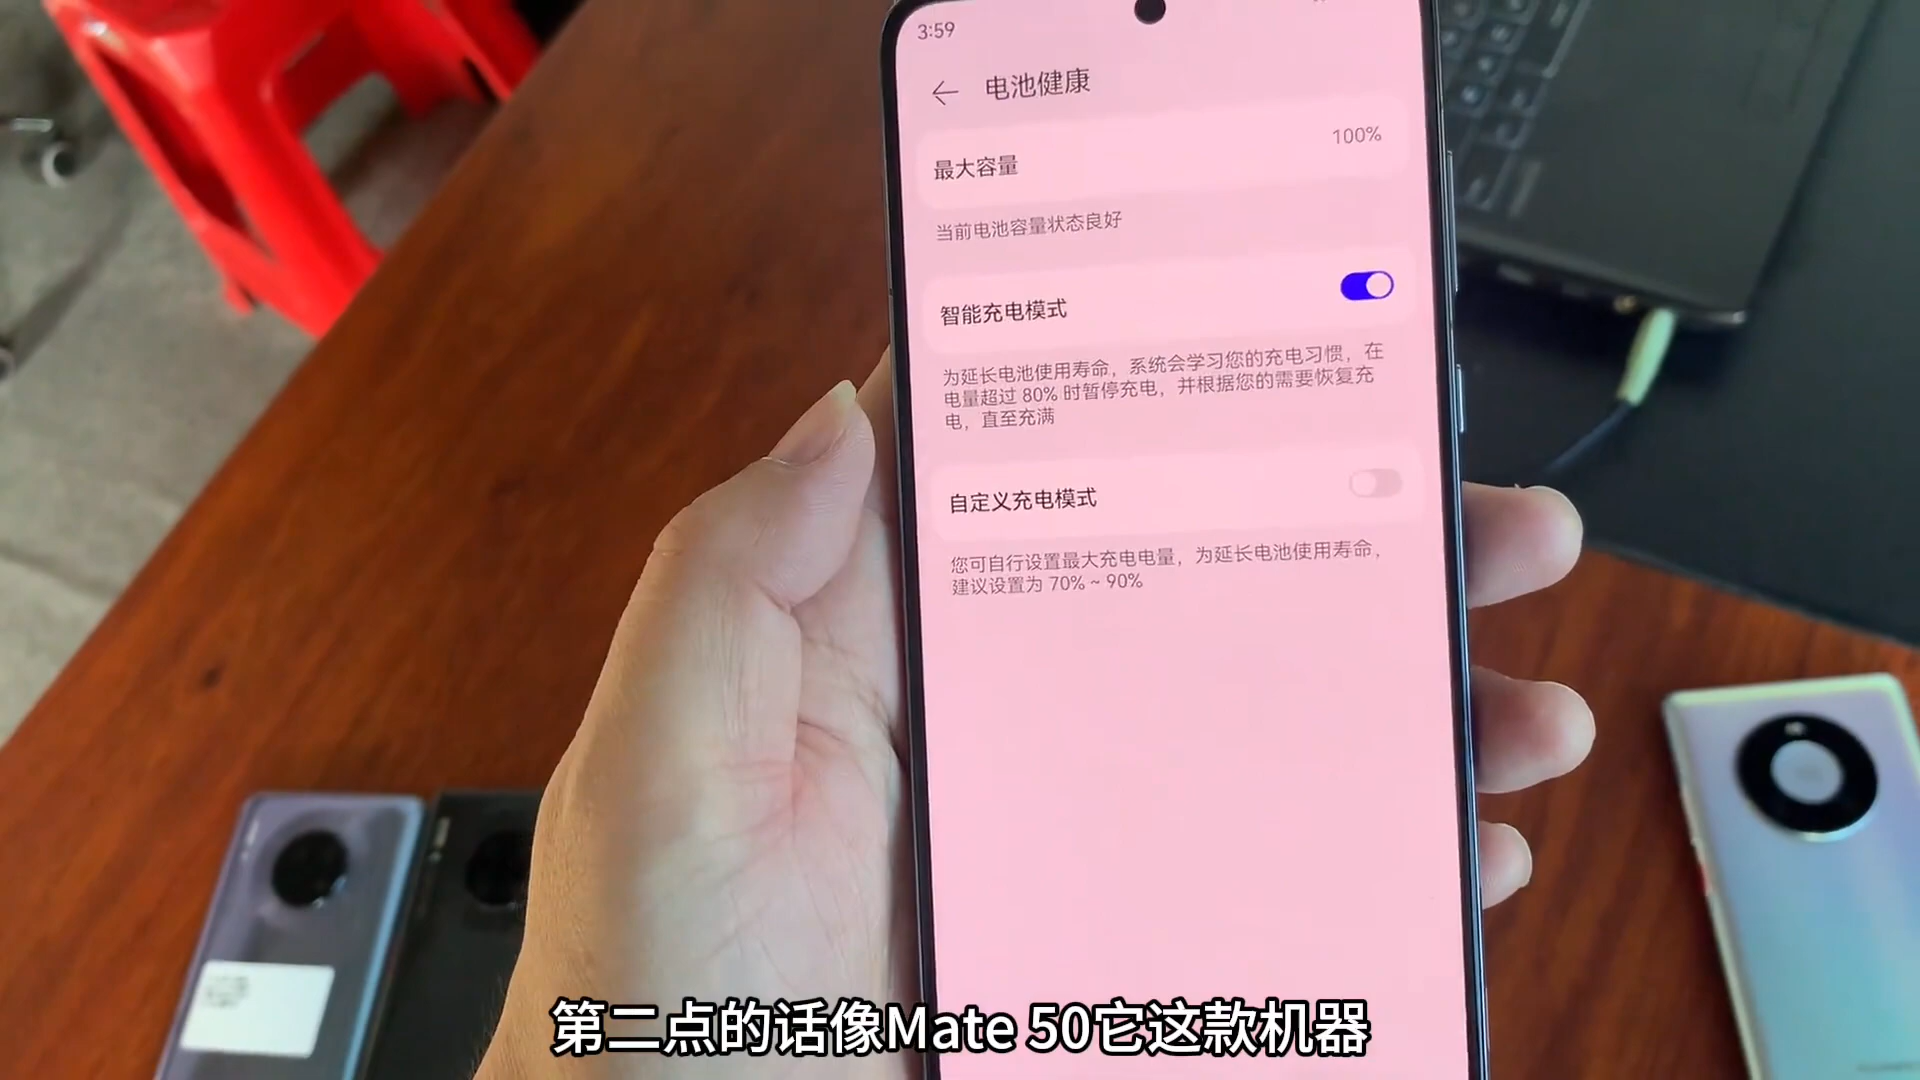 3:59
电池健康
最大容量
100%
当前电池容量状态良好
智能充电模式
为延长电池使用寿命，系统会学习您的充电习惯，在
电量超过 80% 时暂停充电，并根据您的需要恢复充
电，直至充满
自定义充电模式
您可自行设置最大充电电量，为延长电池使用寿命，
建议设置为 70% ~ 90%
第二点的话像Mate 50它这款机器